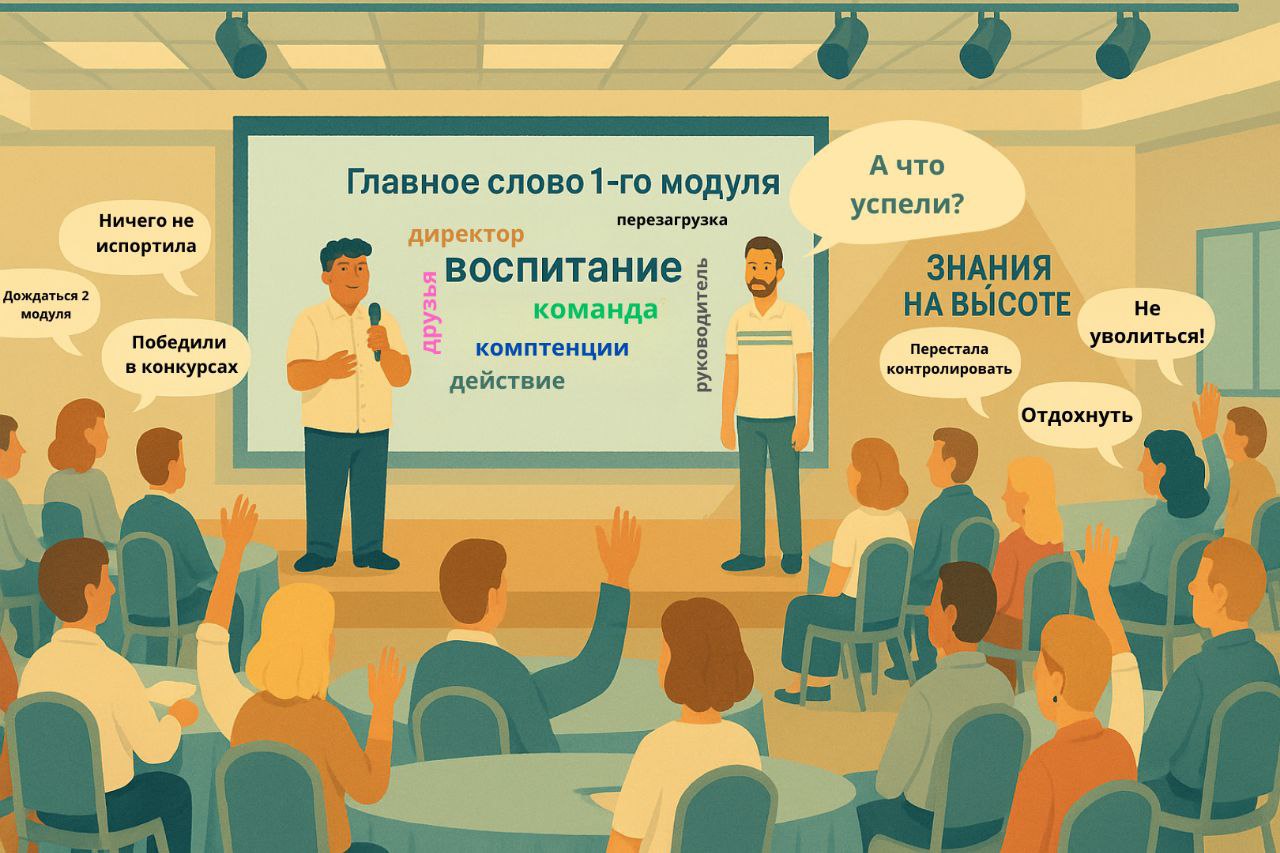 Главное слово 1-го модуля
перезагрузка
директор
воспитание
друзья
команда
руководитель
комптенции
действие
А что
успели?
ЗНАНИЯ
НА ВЫ́СОТЕ
Ничего не
испортила
Дождаться 2
модуля
Победили
в конкурсах
Не
уволиться!
Перестала
контролировать
Отдохнуть